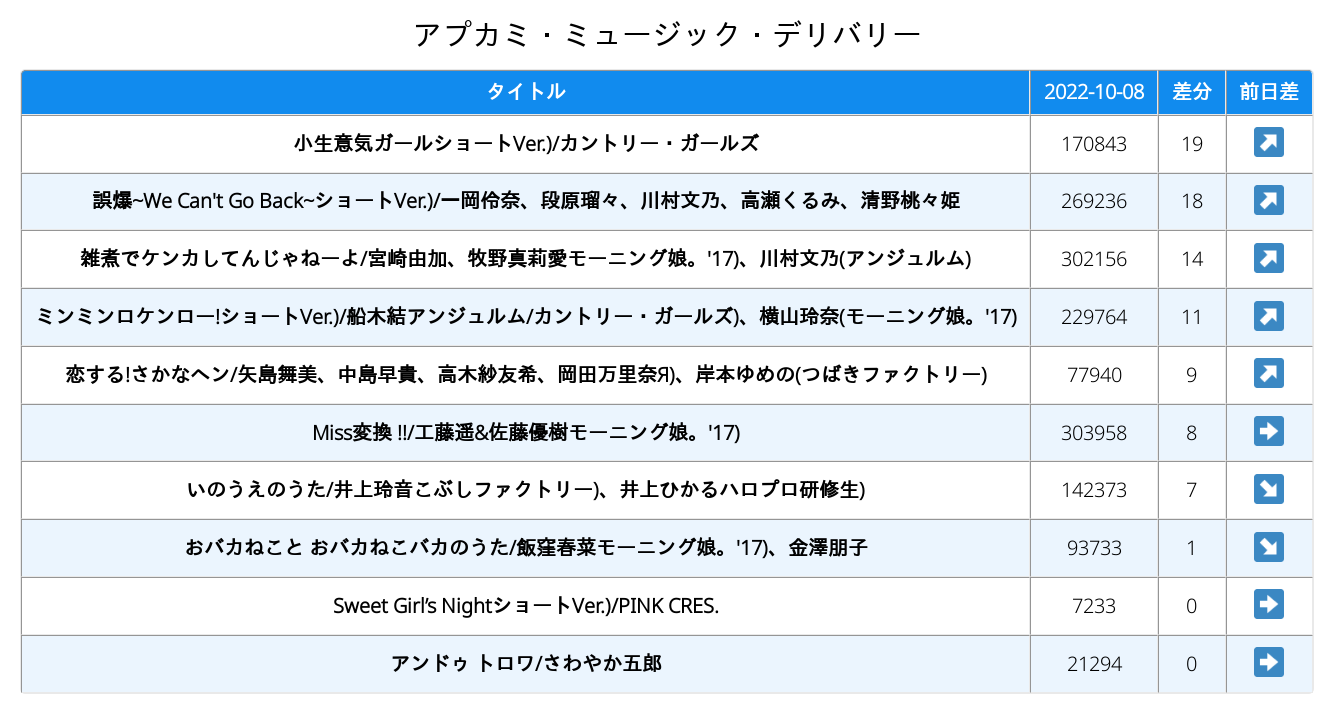 アプカミ・ミュージック・デリバリー
タイトル 2022-10-08 差分 前日差
小生意気ガールショートVer.)/カントリー・ガールズ 170843 19
誤爆~We Can't Go Back~ショートVer.)/一岡伶奈、段原瑠々、川村文乃、高瀬くるみ、清野桃々姫 269236 18
雑煮でケンカしてんじゃねーよ/宮崎由加、牧野真莉愛モーニング娘。'17)、川村文乃(アンジュルム) 302156 14
ミンミンロケンロー!ショートVer.)/船木結アンジュルム/カントリー・ガールズ)、横山玲奈(モーニング娘。'17) 229764 11
恋する!さかなヘン/矢島舞美、中島早貴、高木紗友希、岡田万里奈Я)、岸本ゆめの(つばきファクトリー) 77940 9
Miss変換 !!/工藤遥&佐藤優樹モーニング娘。'17) 303958 8
いのうえのうた/井上玲音こぶしファクトリー)、井上ひかるハロプロ研修生) 142373 7
おバカねこと おバカねこバカのうた/飯窪春菜モーニング娘。'17)、金澤朋子 93733 1
Sweet Girl’s NightショートVer.)/PINK CRES. 7233 0
アンドゥ トロワ/さわやか五郎 21294 0